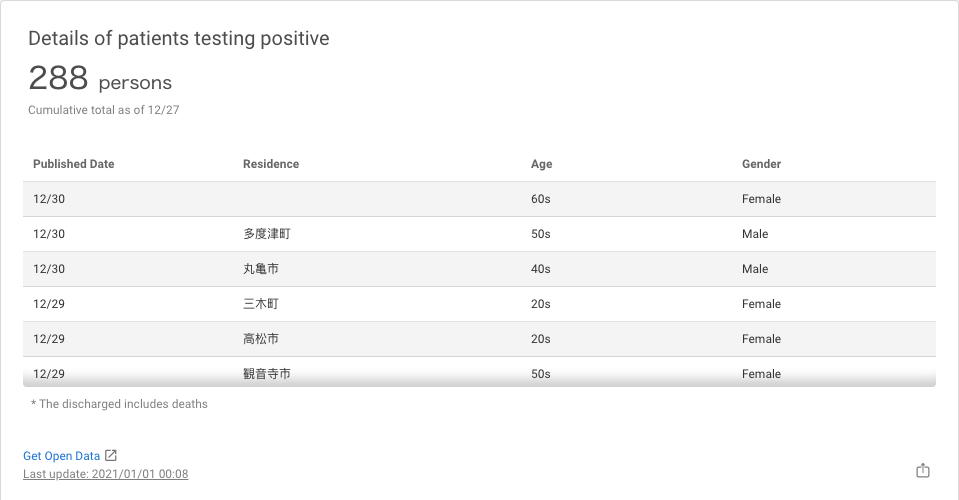 Details of patients testing positive
288 persons
Cumulative total as of 12/27
Published Date Residence Age Gender
12/30 60s Female
12/30 多度津町 50s Male
12/30 丸亀市 40s Male
12/29 三木町 20s Female
12/29 高松市 20s Female
12/29 観音寺市 50s Female
* The discharged includes deaths
Get Open Data
Last update: 2021/01/01 00:08